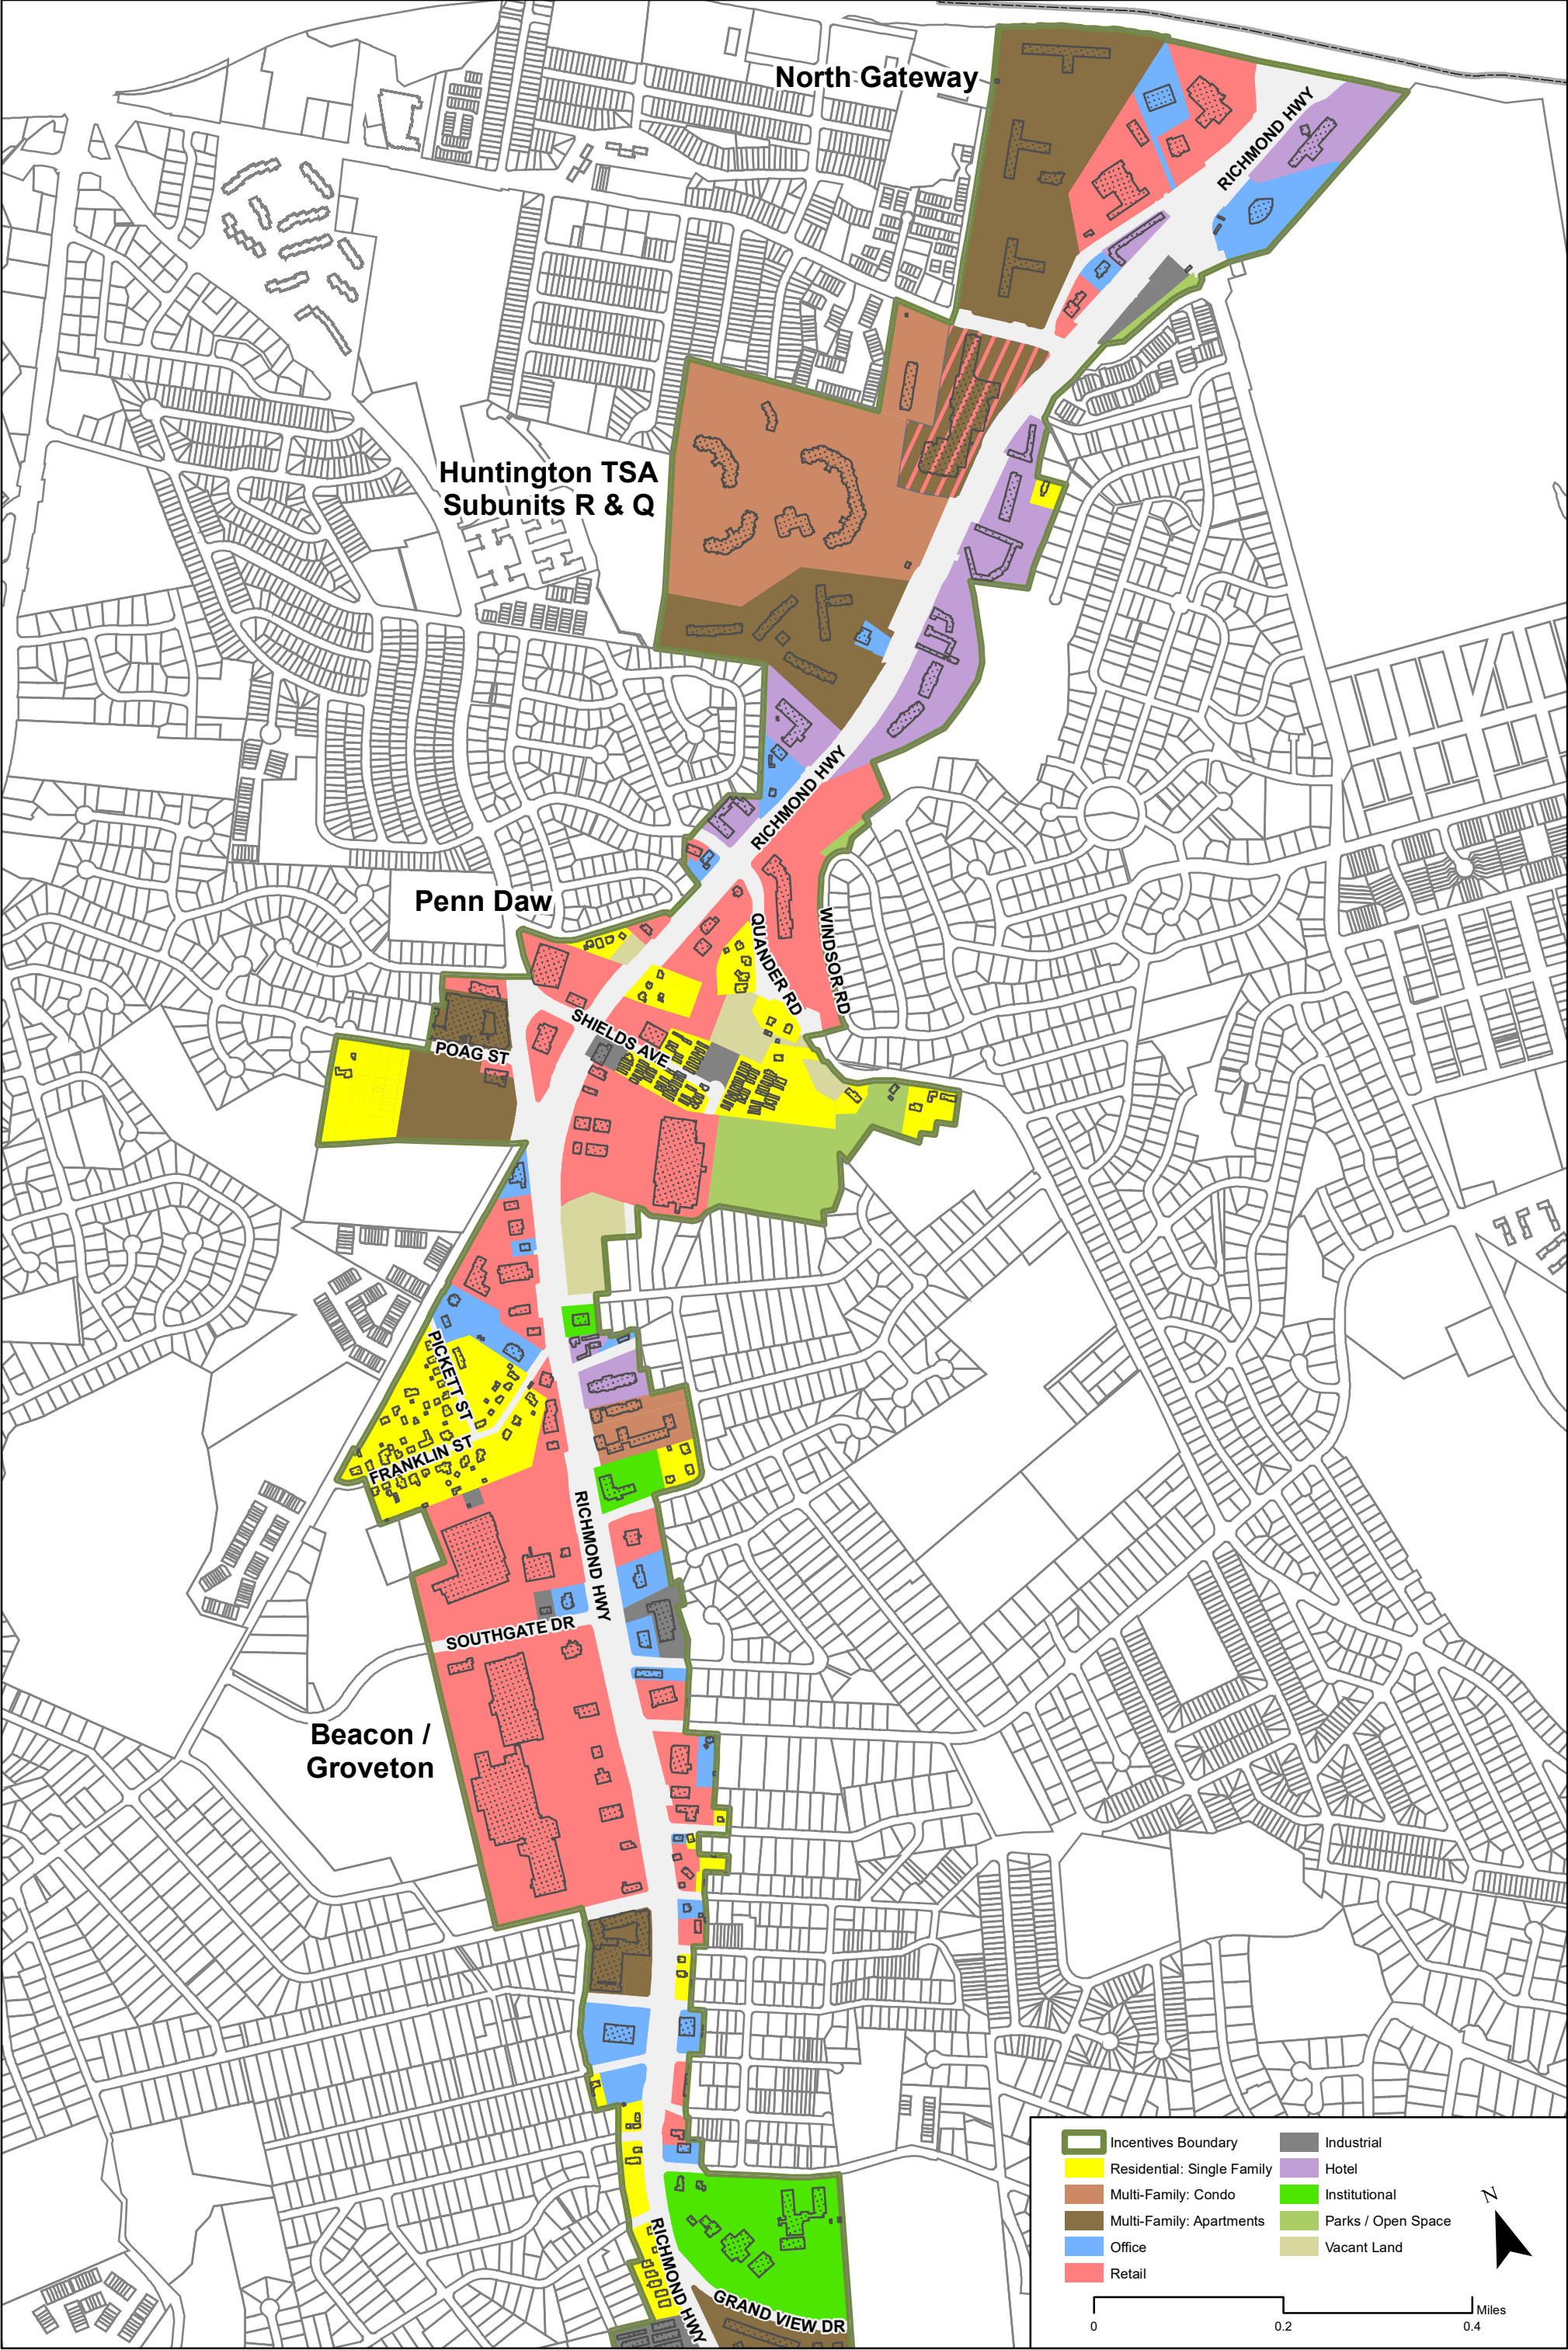 North Gateway
RICHMOND HWY
Huntington TSA
Subunits R & Q
RICHMOND HWY
Penn Daw
QUANDER RD
WINDSOR RD
SHIELDS AVE
POAG ST
PICKETT ST
FRANKLIN ST
RICHMOND HWY
SOUTHGATE DR
Beacon /
Groveton
RICHMOND HWY
GRAND VIEW DR
Incentives Boundary
Residential: Single Family
Multi-Family: Condo
Multi-Family: Apartments
Office
Retail
Industrial
Hotel
Institutional
Parks / Open Space
Vacant Land
N
Miles
0 0.2 0.4